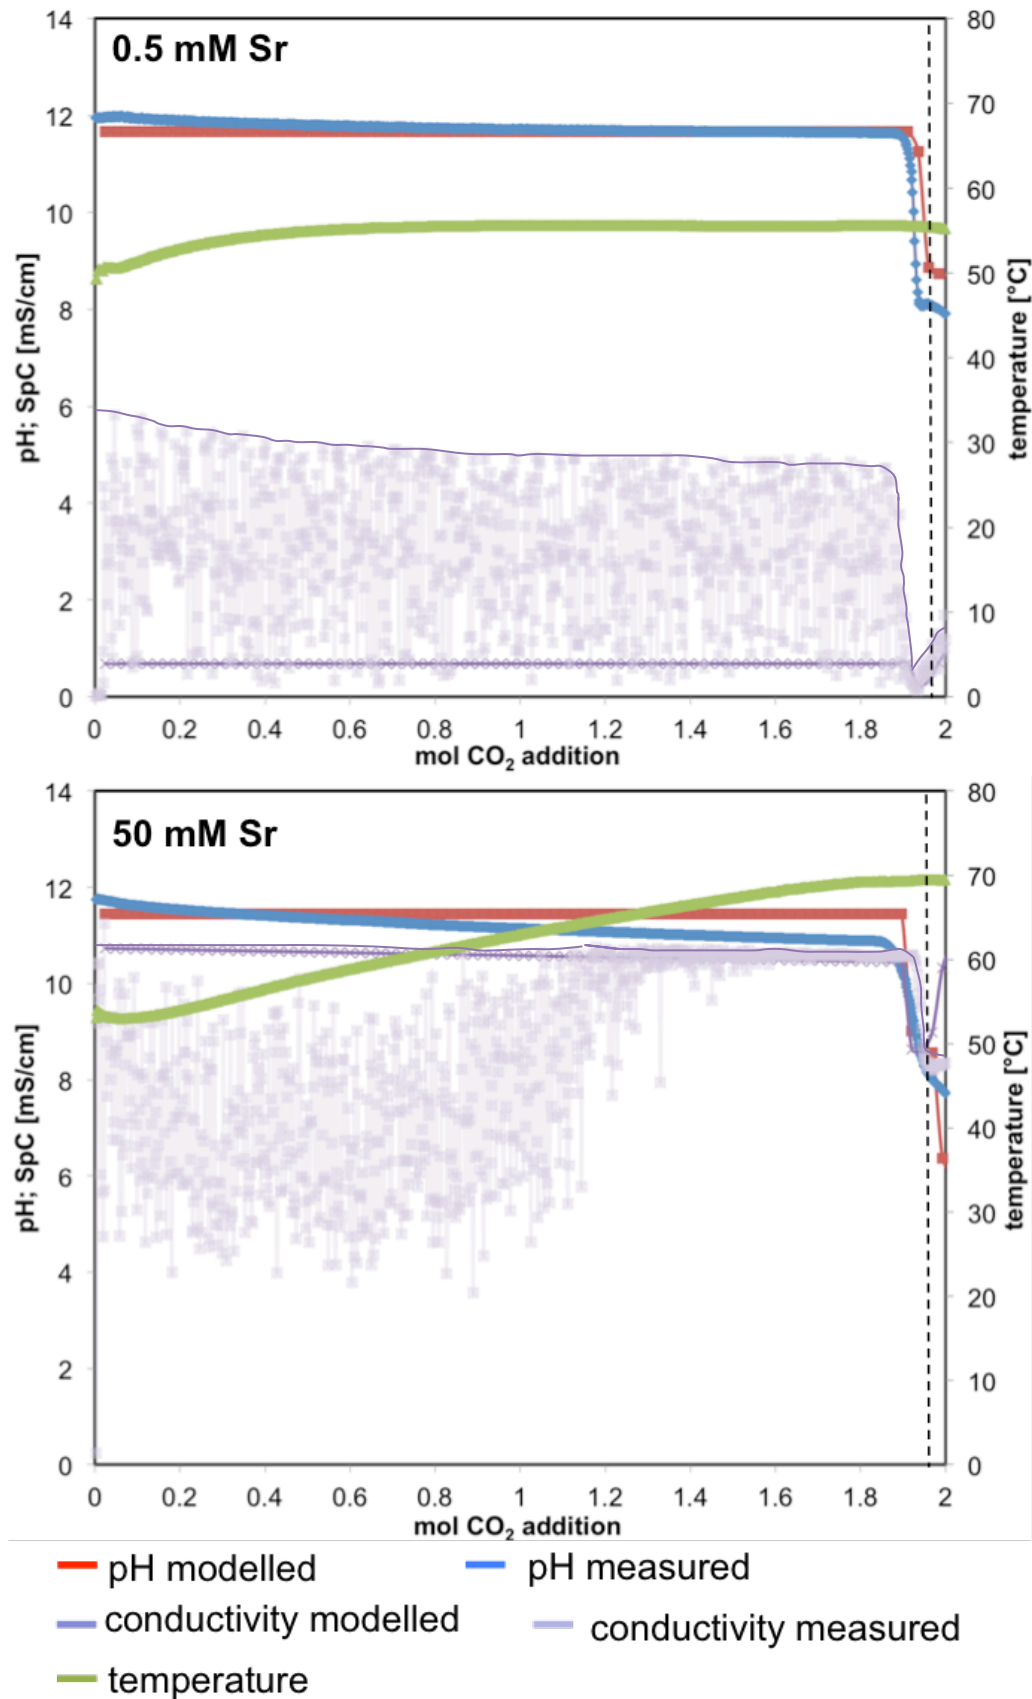 0.5 mM Sr
14
12
10
8
6
4
2
0
pH; SpC [mS/cm]
80
70
60
50
40
30
20
10
0
temperature [°C]
0 0.2 0.4 0.6 0.8 1 1.2 1.4 1.6 1.8 2
mol CO₂ addition
50 mM Sr
14
12
10
8
6
4
2
0
pH; SpC [mS/cm]
80
70
60
50
40
30
20
10
0
temperature [°C]
0 0.2 0.4 0.6 0.8 1 1.2 1.4 1.6 1.8 2
mol CO₂ addition
pH modelled pH measured
conductivity modelled conductivity measured
temperature